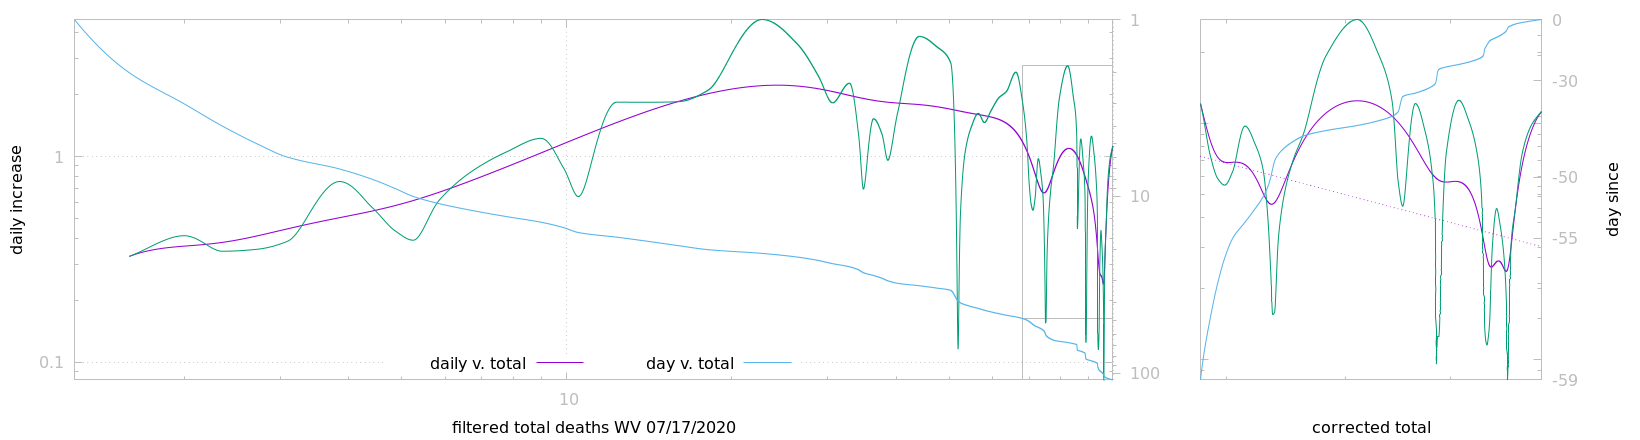 1
0.1
daily increase
10
filtered total deaths WV 07/17/2020
daily v. total
day v. total
1
10
100
0
-30
-50
-55
-59
day since
corrected total